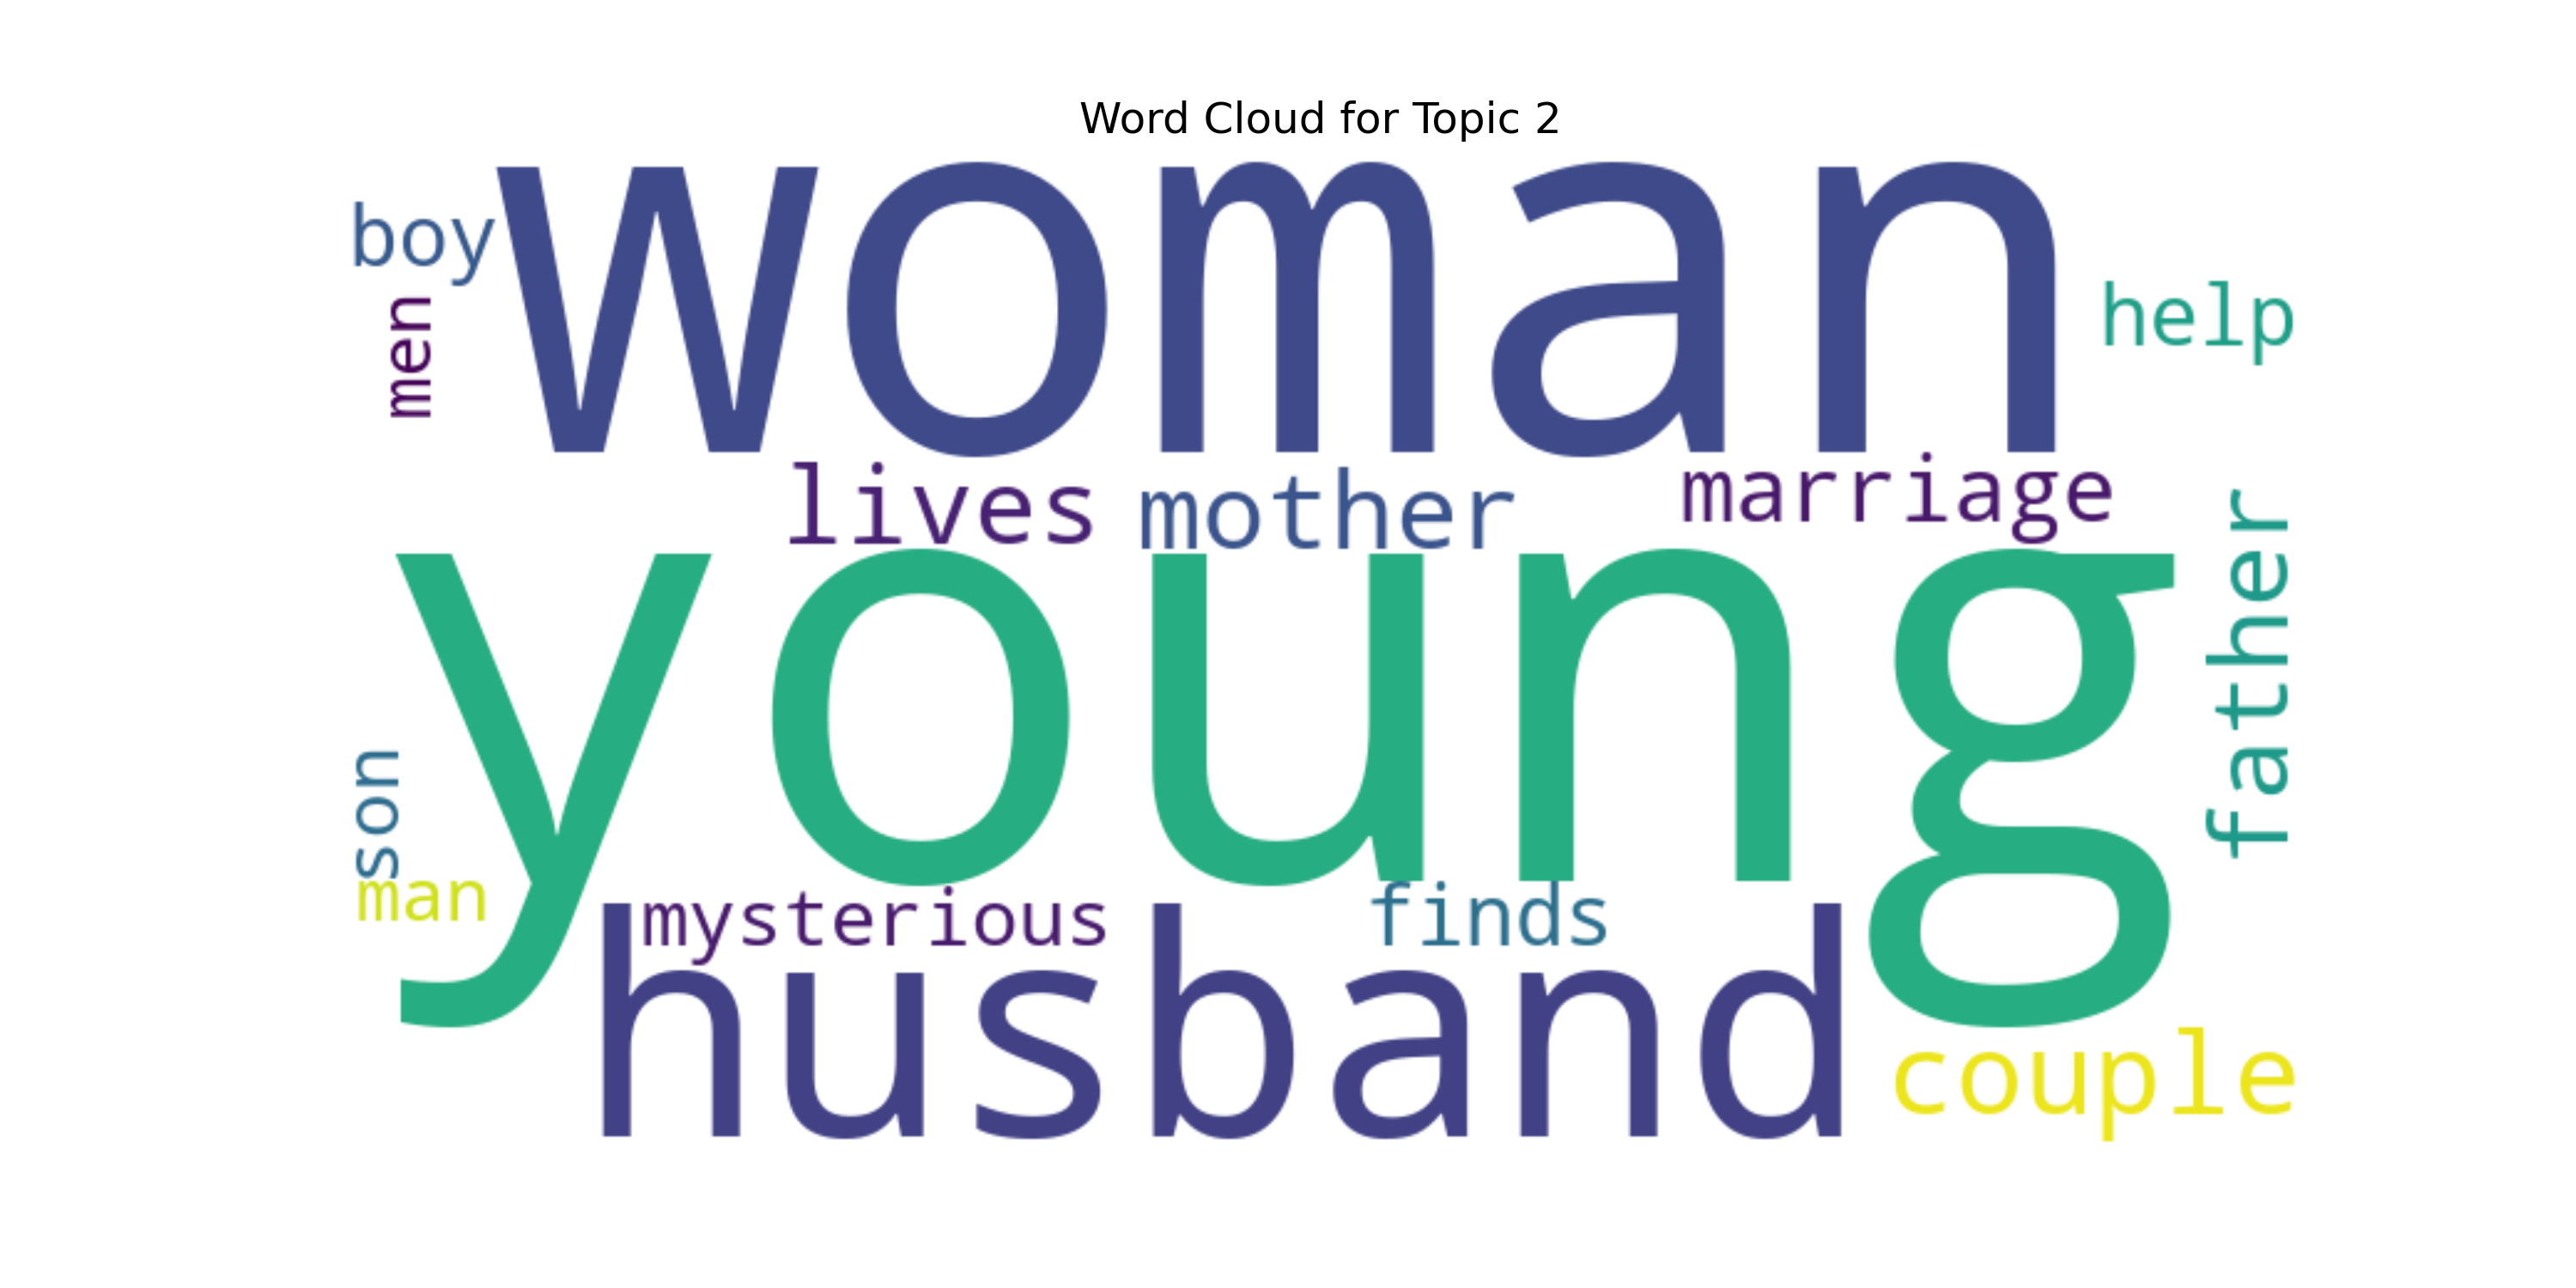 Word Cloud for Topic 2
woman
boy
men
help
lives
mother
marriage
young
father
son
man
mysterious
finds
husband
couple